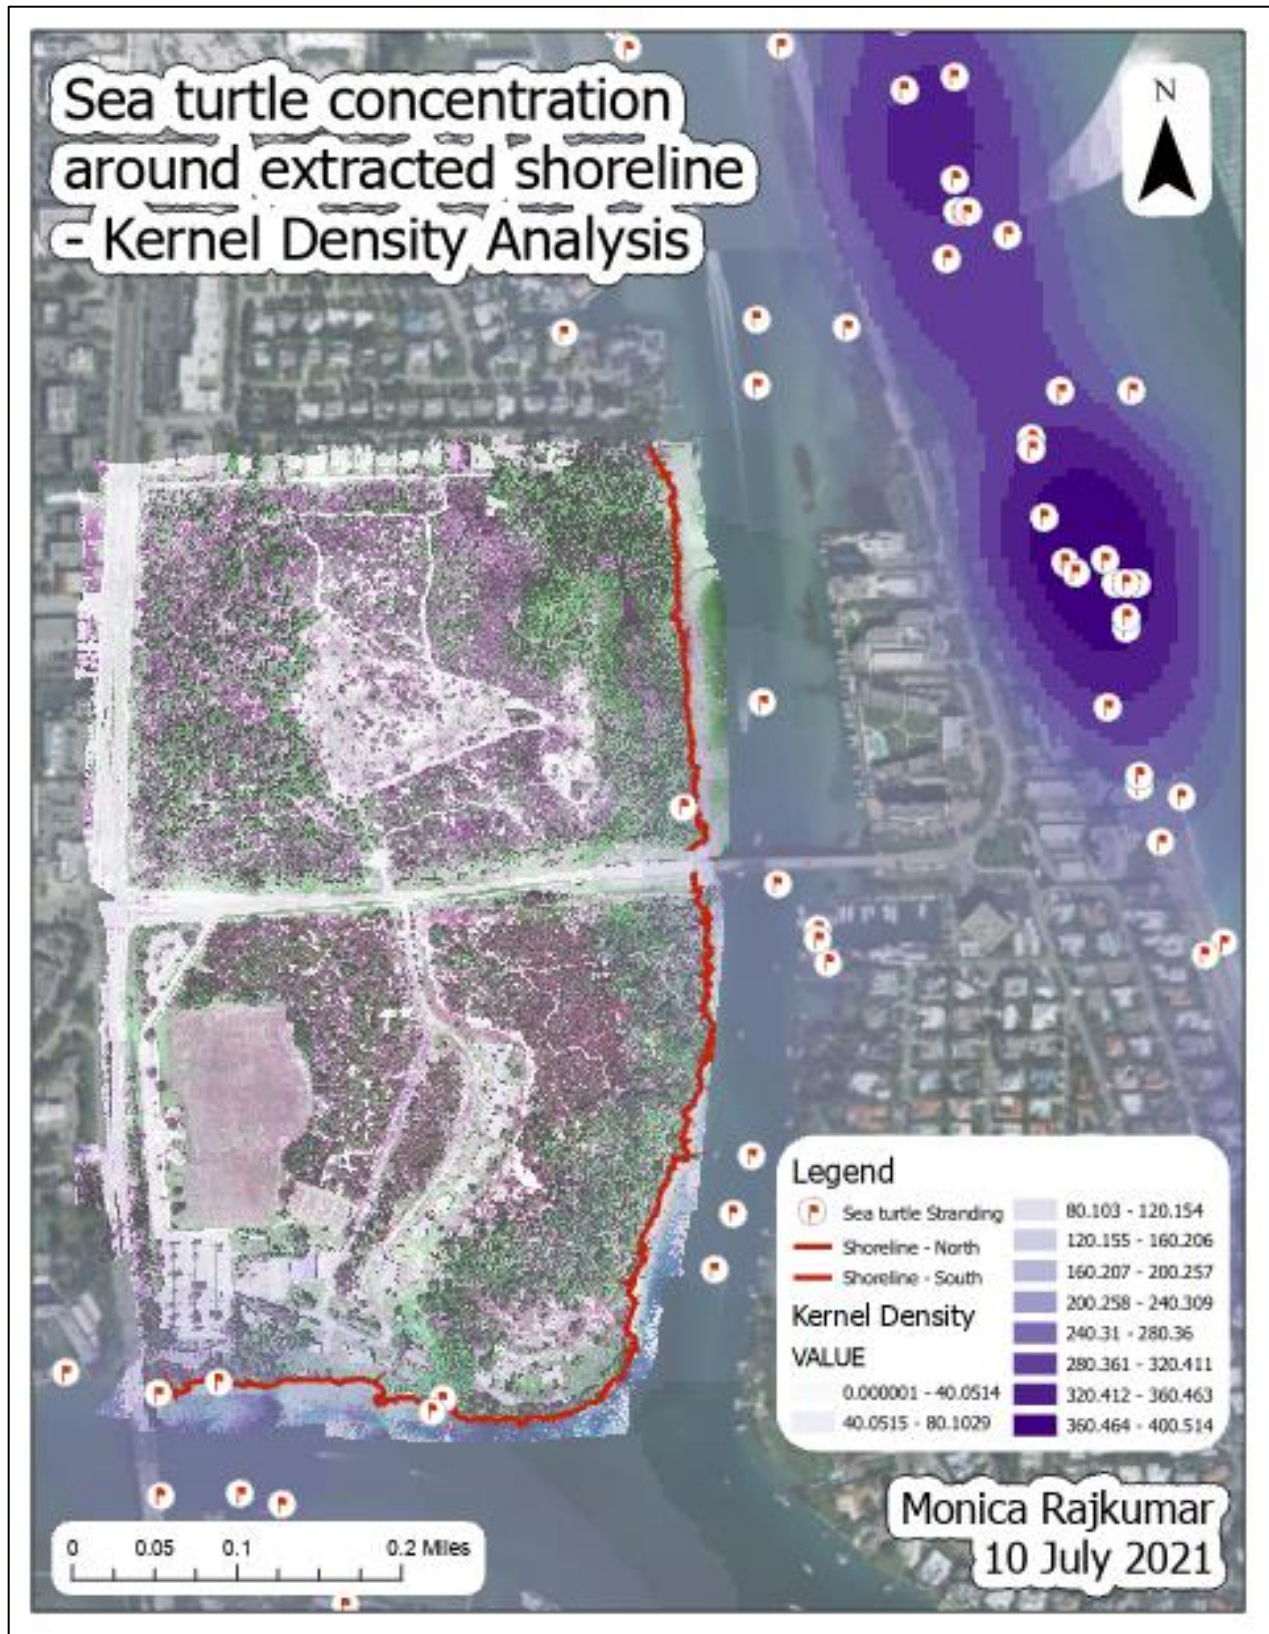 Sea turtle concentration
around extracted shoreline
- Kernel Density Analysis
N
Legend
Sea turtle Stranding
Shoreline - North
Shoreline - South
Kernel Density
VALUE
0.000001 - 40.0514
40.0515 - 80.1029
80.103 - 120.154
120.155 - 160.206
160.207 - 200.257
200.258 - 240.309
240.31 - 280.36
280.361 - 320.411
320.412 - 360.463
360.464 - 400.514
Monica Rajkumar
10 July 2021
0 0.05 0.1 0.2 Miles